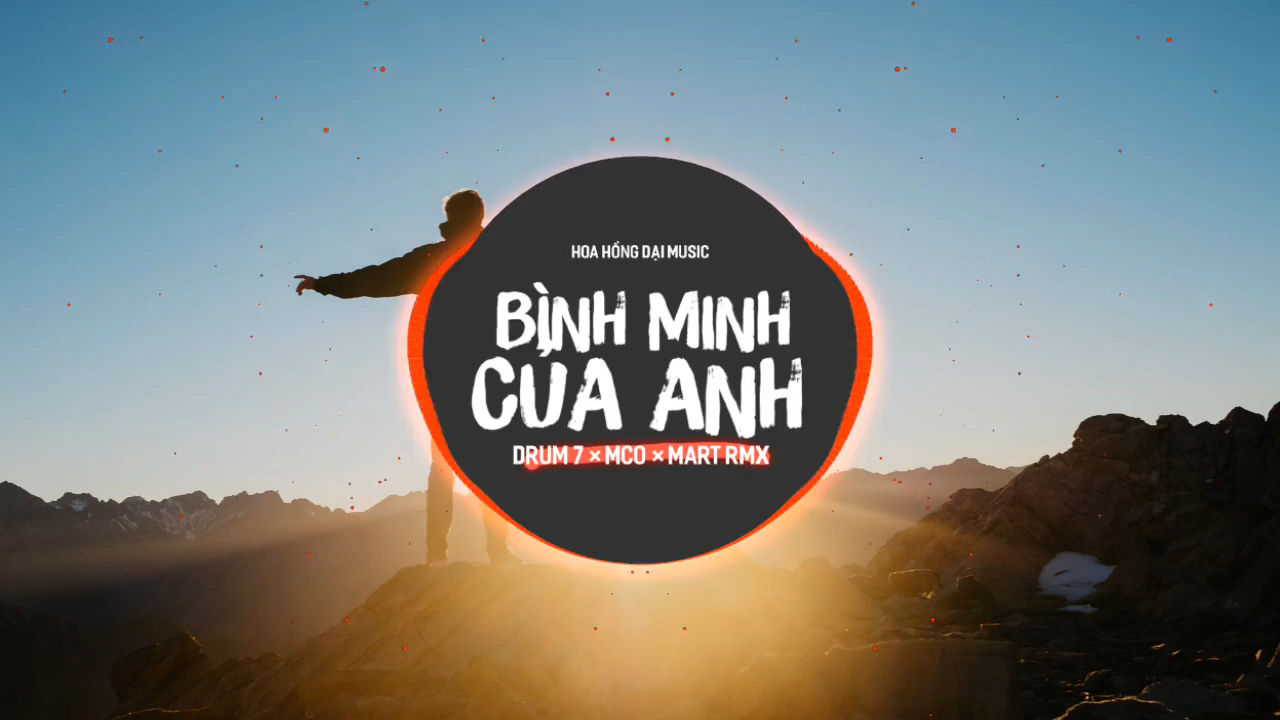 HOA HỒNG DẠI MUSIC
BÌNH MINH
CỦA ANH
DRUM 7 × MCO × MART RMX